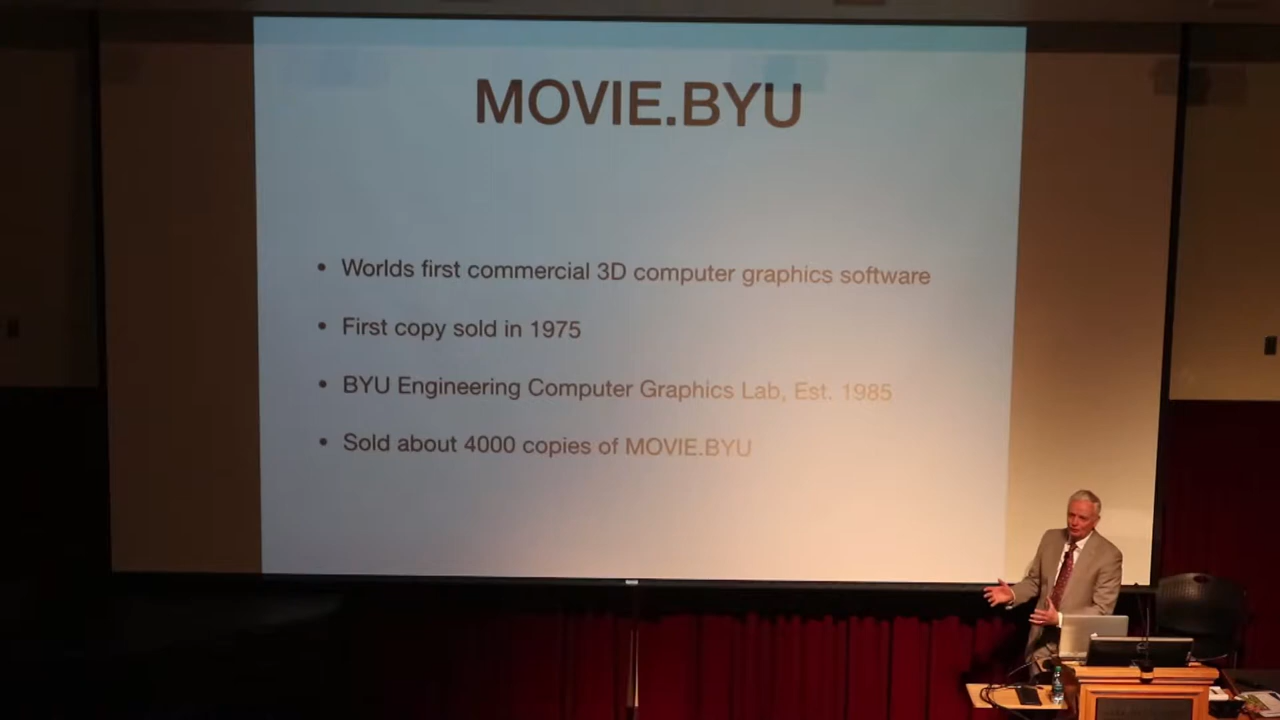 MOVIE.BYU
• Worlds first commercial 3D computer graphics software
• First copy sold in 1975
• BYU Engineering Computer Graphics Lab, Est. 1985
• Sold about 4000 copies of MOVIE.BYU